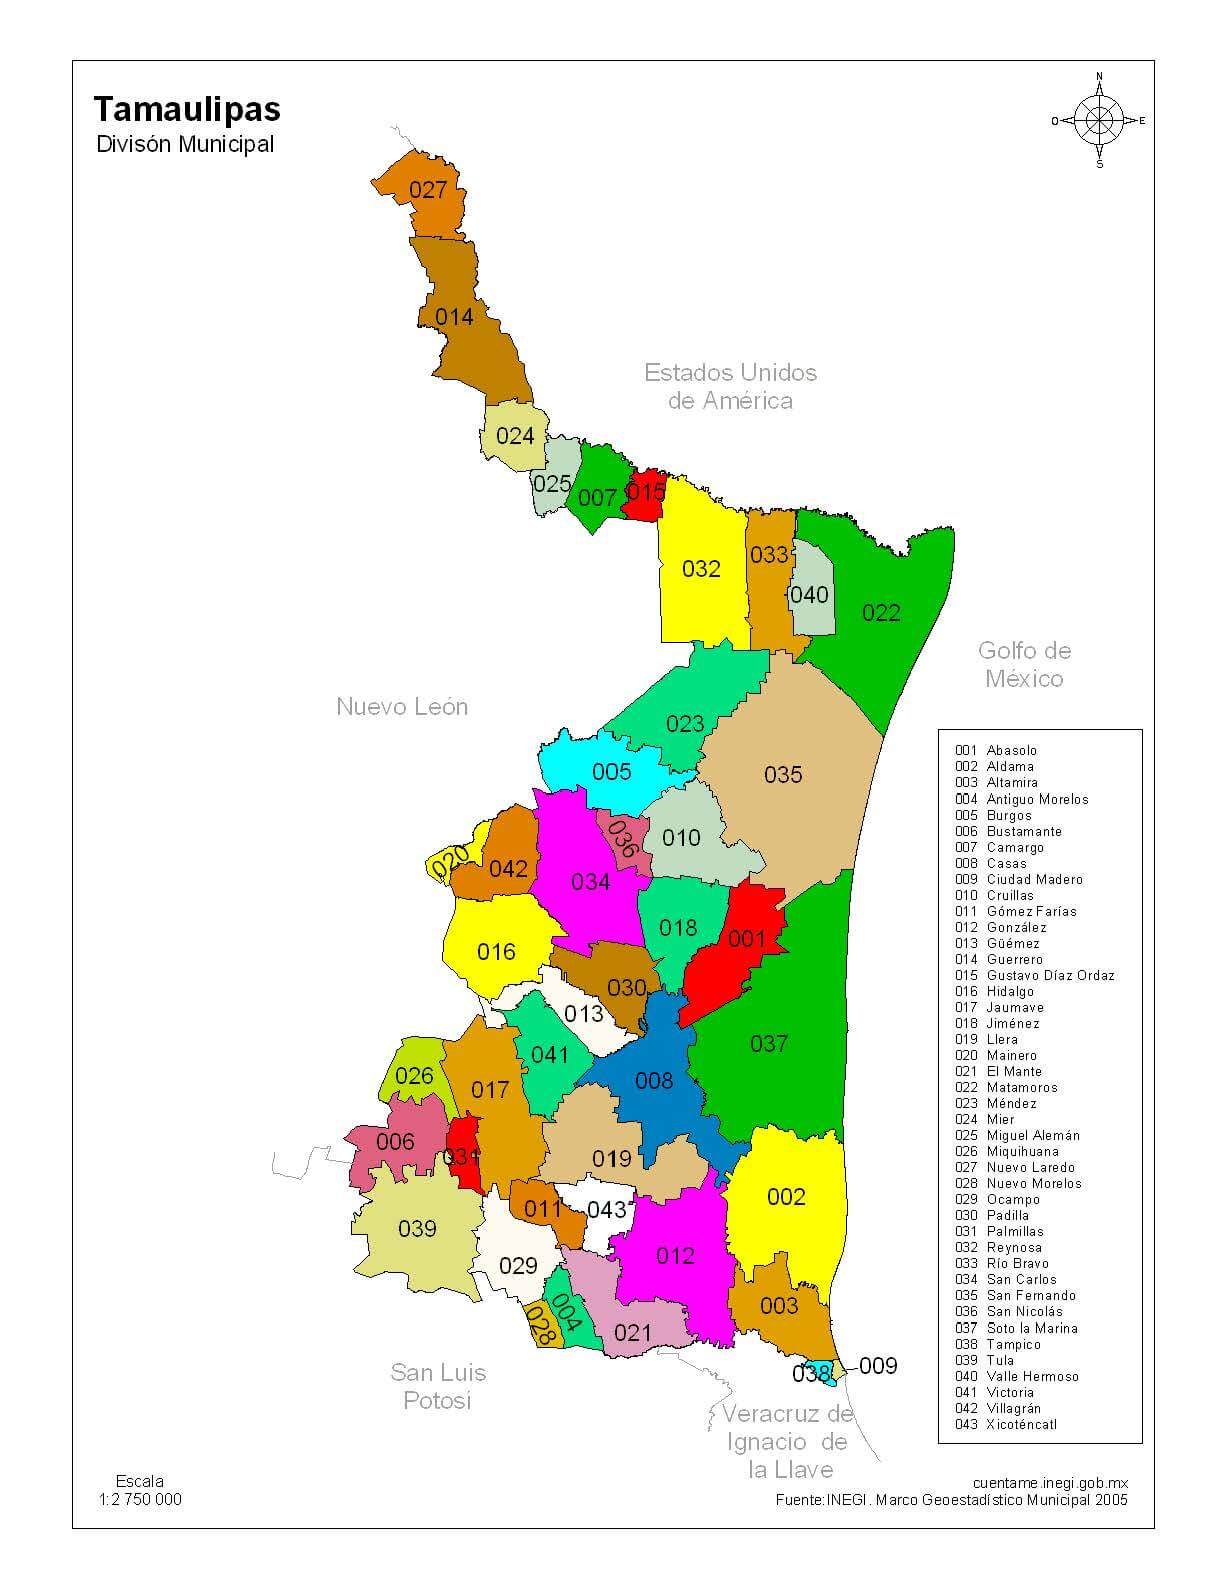 Tamaulipas
Divisón Municipal
N
O
E
S
027
014
Estados Unidos
de América
024
025
007
015
032
033
040
022
Golfo de
México
Nuevo León
023
005
035
020
042
034
036
010
016
018
001
030
013
041
037
008
026
017
006
031
019
039
011
043
002
029
012
004
028
021
003
038
009
San Luis
Potosi
Veracruz de
Ignacio de
la Llave
001 Abasolo
002 Aldama
003 Altamira
004 Antiguo Morelos
005 Burgos
006 Bustamante
007 Camargo
008 Casas
009 Ciudad Madero
010 Cruillas
011 Gómez Farías
012 González
013 Güémez
014 Guerrero
015 Gustavo Díaz Ordaz
016 Hidalgo
017 Jaumave
018 Jiménez
019 Llera
020 Mainero
021 El Mante
022 Matamoros
023 Méndez
024 Mier
025 Miguel Alemán
026 Miquihuana
027 Nuevo Laredo
028 Nuevo Morelos
029 Ocampo
030 Padilla
031 Palmillas
032 Reynosa
033 Río Bravo
034 San Carlos
035 San Fernando
036 San Nicolás
037 Soto la Marina
038 Tampico
039 Tula
040 Valle Hermoso
041 Victoria
042 Villagrán
043 Xicoténcatl
Escala
1:2 750 000
cuentame.inegi.gob.mx
Fuente:INEGI. Marco Geoestadístico Municipal 2005